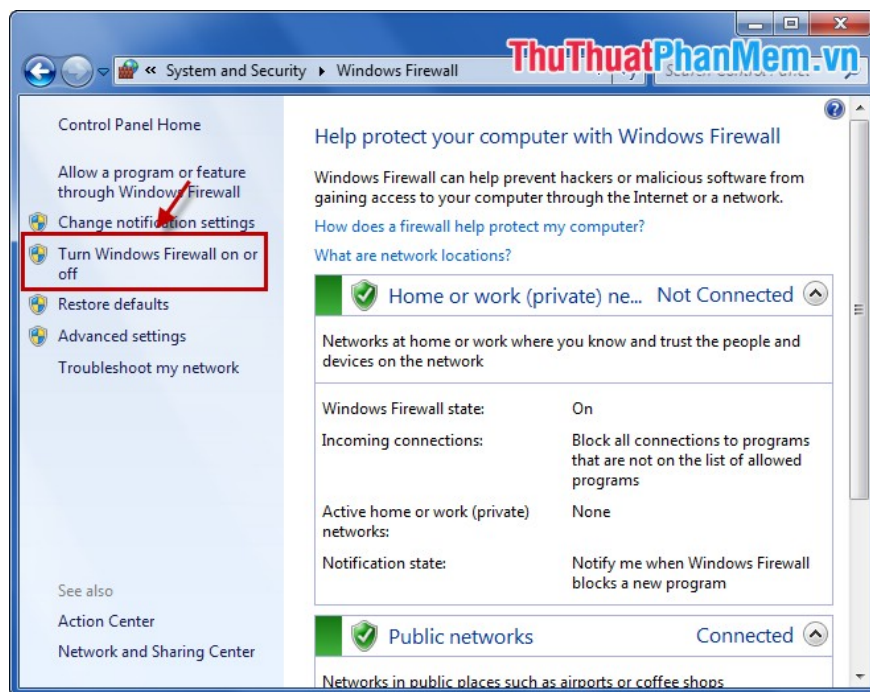 ThuThuatPhanMem.vn
« System and Security ▸ Windows Firewall
Control Panel Home
Allow a program or feature
through Windows Firewall
Change notification settings
Turn Windows Firewall on or
off
Restore defaults
Advanced settings
Troubleshoot my network
See also
Action Center
Network and Sharing Center
Help protect your computer with Windows Firewall
Windows Firewall can help prevent hackers or malicious software from
gaining access to your computer through the Internet or a network.
How does a firewall help protect my computer?
What are network locations?
Home or work (private) ne... Not Connected
Networks at home or work where you know and trust the people and
devices on the network
Windows Firewall state: On
Incoming connections: Block all connections to programs
that are not on the list of allowed
programs
Active home or work (private) None
networks:
Notification state: Notify me when Windows Firewall
blocks a new program
Public networks Connected
Networks in public places such as airports or coffee shops